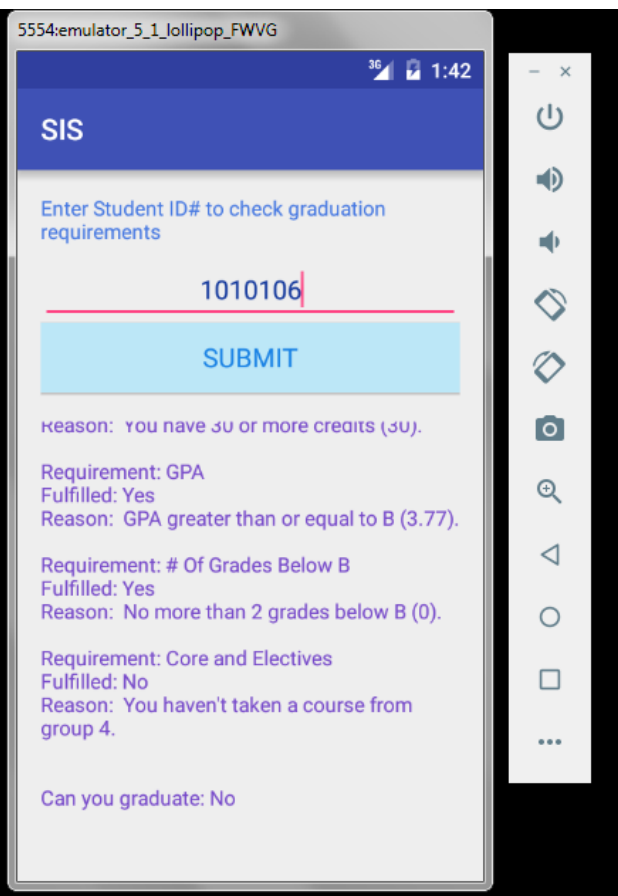 5554:emulator_5_1_lollipop_FWVG
3G 1:42
SIS
Enter Student ID# to check graduation
requirements
1010106
SUBMIT
Reason:  You have 30 or more credits (30).
Requirement: GPA
Fulfilled: Yes
Reason:  GPA greater than or equal to B (3.77).
Requirement: # Of Grades Below B
Fulfilled: Yes
Reason:  No more than 2 grades below B (0).
Requirement: Core and Electives
Fulfilled: No
Reason:  You haven't taken a course from
group 4.
Can you graduate: No